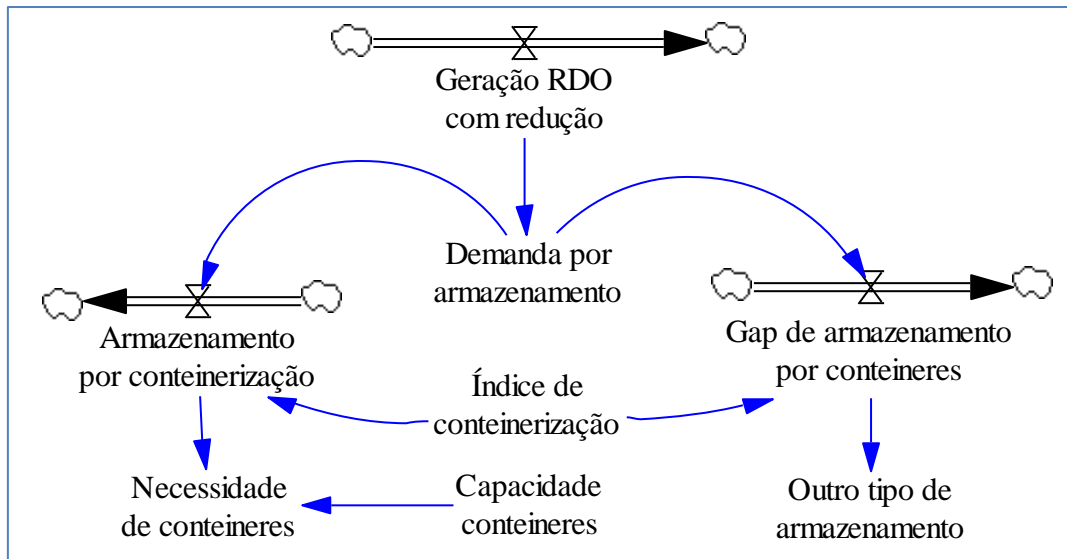 Geração RDO
com redução
Demanda por
armazenamento
Armazenamento
por conteinerização
Gap de armazenamento
por conteineres
Índice de
conteinerização
Necessidade
de conteineres
Capacidade
conteineres
Outro tipo de
armazenamento